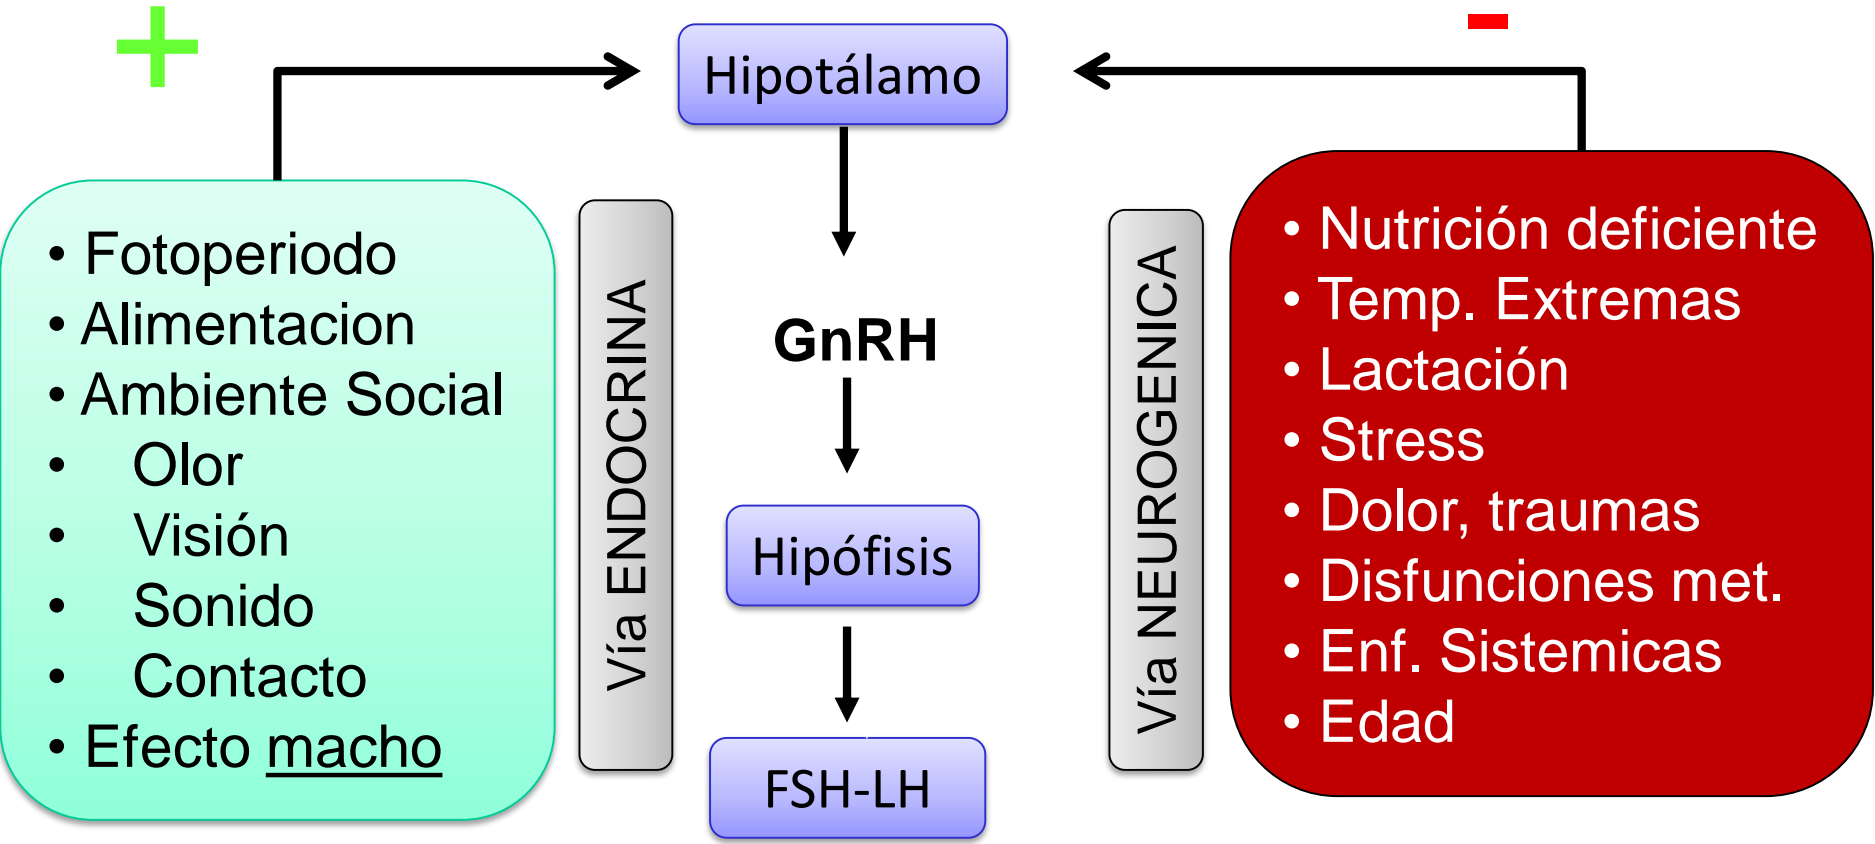 +
-
Hipotálamo
• Fotoperiodo
• Alimentacion
• Ambiente Social
• Olor
• Visión
• Sonido
• Contacto
• Efecto macho
Vía ENDOCRINA
GnRH
Hipófisis
FSH-LH
Vía NEUROGENICA
• Nutrición deficiente
• Temp. Extremas
• Lactación
• Stress
• Dolor, traumas
• Disfunciones met.
• Enf. Sistemicas
• Edad